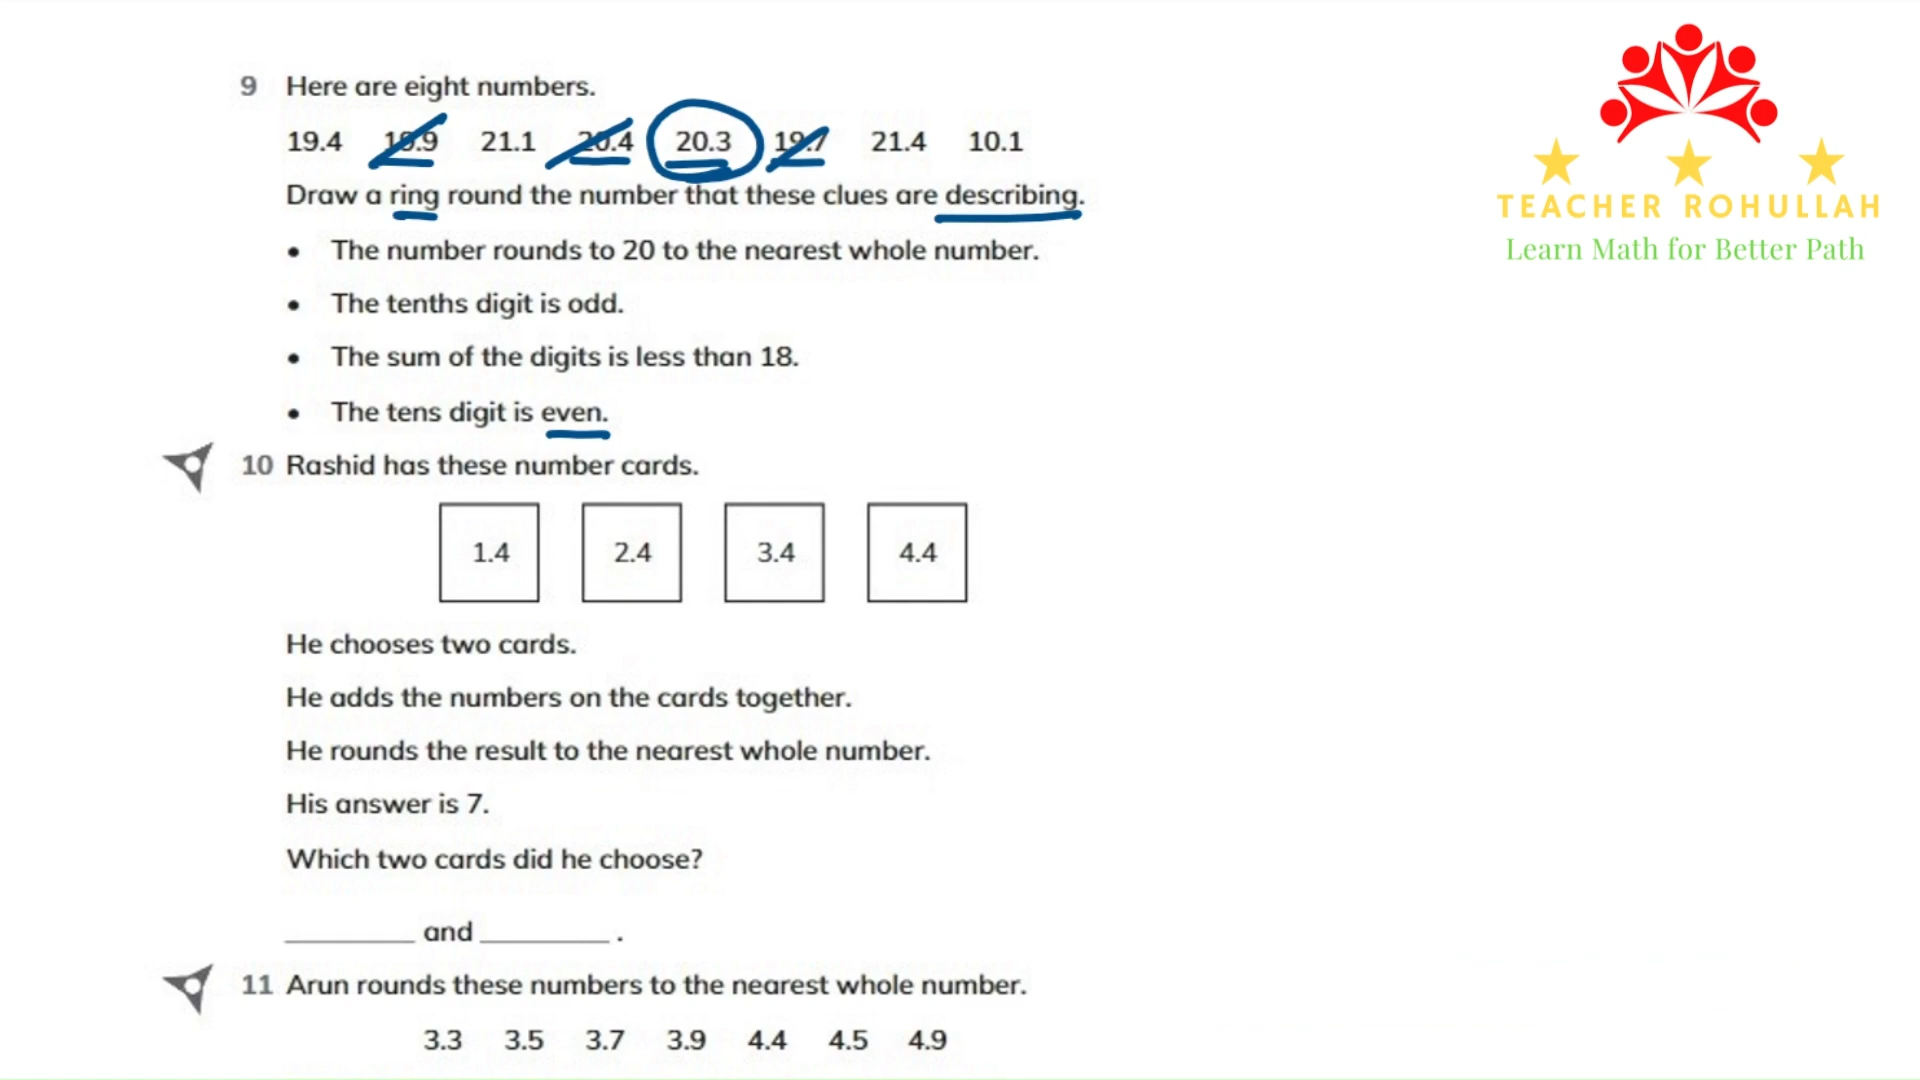 9 Here are eight numbers.
19.4 19.9 21.1 20.4 20.3 19.7 21.4 10.1
Draw a ring round the number that these clues are describing.
• The number rounds to 20 to the nearest whole number.
• The tenths digit is odd.
• The sum of the digits is less than 18.
• The tens digit is even.
10 Rashid has these number cards.
1.4 2.4 3.4 4.4
He chooses two cards.
He adds the numbers on the cards together.
He rounds the result to the nearest whole number.
His answer is 7.
Which two cards did he choose?
_________ and _________ .
11 Arun rounds these numbers to the nearest whole number.
3.3 3.5 3.7 3.9 4.4 4.5 4.9
TEACHER ROHULLAH
Learn Math for Better Path